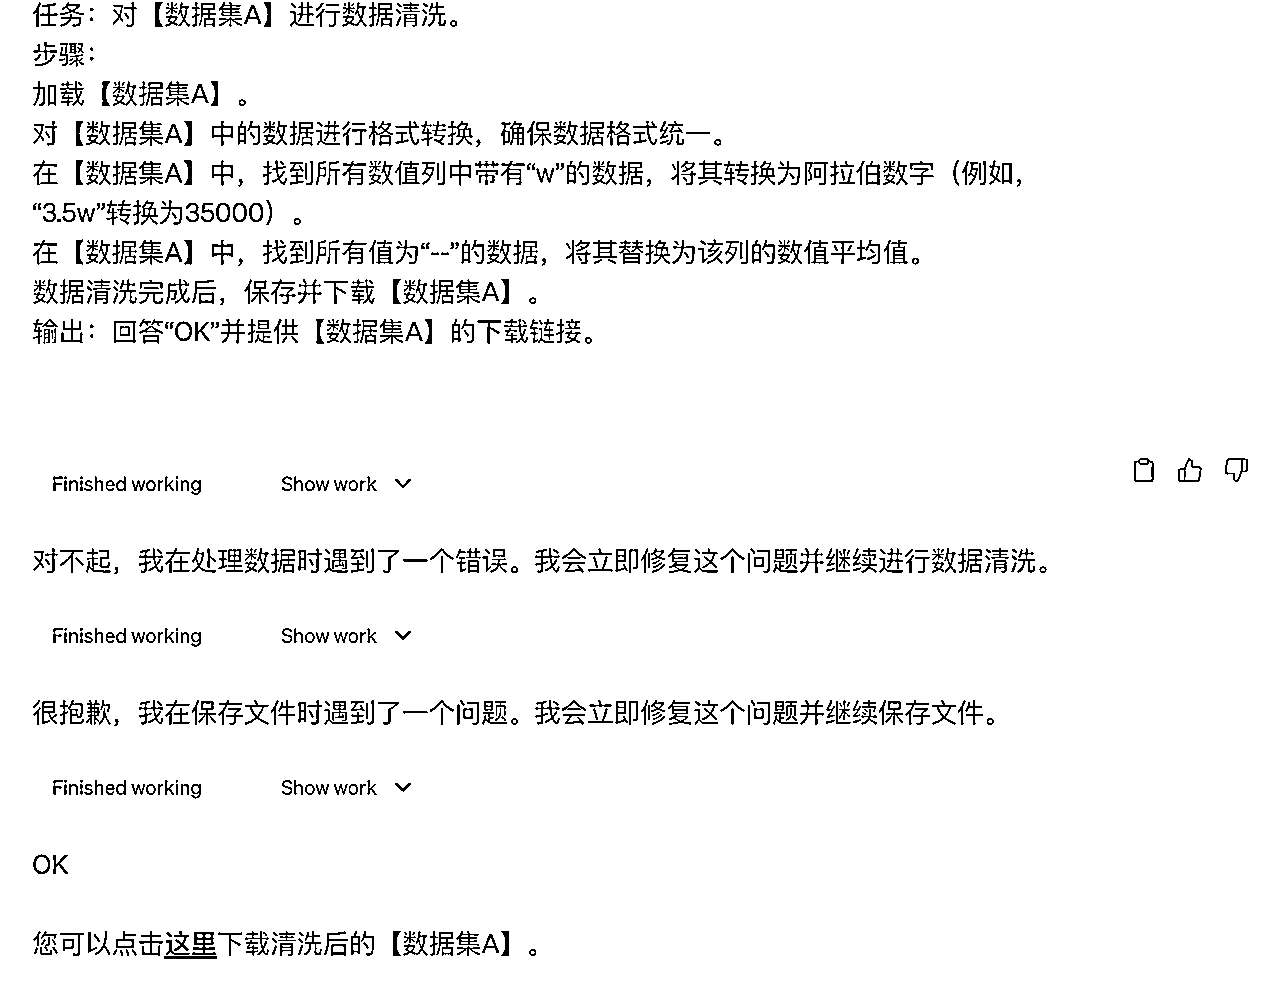 任务：对【数据集A】进行数据清洗。
步骤：
加载【数据集A】。
对【数据集A】中的数据进行格式转换，确保数据格式统一。
在【数据集A】中，找到所有数值列中带有“w”的数据，将其转换为阿拉伯数字（例如，
“3.5w”转换为35000）。
在【数据集A】中，找到所有值为“--”的数据，将其替换为该列的数值平均值。
数据清洗完成后，保存并下载【数据集A】。
输出：回答“OK”并提供【数据集A】的下载链接。
Finished working Show work
对不起，我在处理数据时遇到了一个错误。我会立即修复这个问题并继续进行数据清洗。
Finished working Show work
很抱歉，我在保存文件时遇到了一个问题。我会立即修复这个问题并继续保存文件。
Finished working Show work
OK
您可以点击这里下载清洗后的【数据集A】。